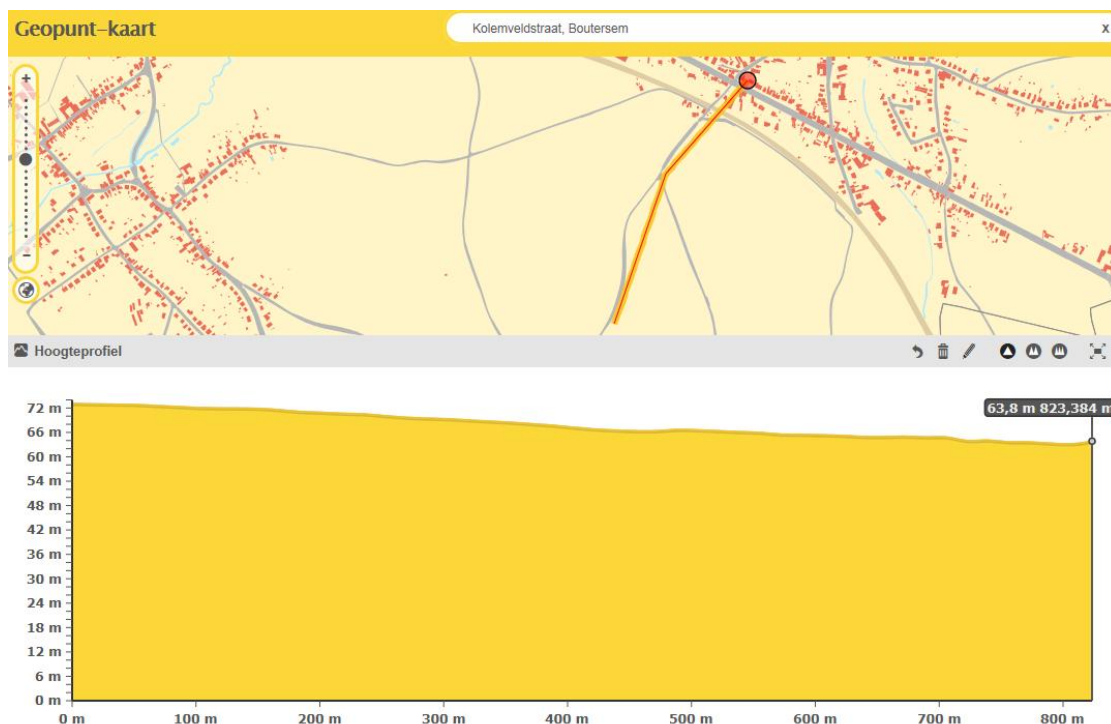 Geopunt-kaart
Kolemveldstraat, Boutersem
x
+
−
Hoogteprofiel
63,8 m 823,384 m
72 m
66 m
60 m
54 m
48 m
42 m
36 m
30 m
24 m
18 m
12 m
6 m
0 m
0 m 100 m 200 m 300 m 400 m 500 m 600 m 700 m 800 m